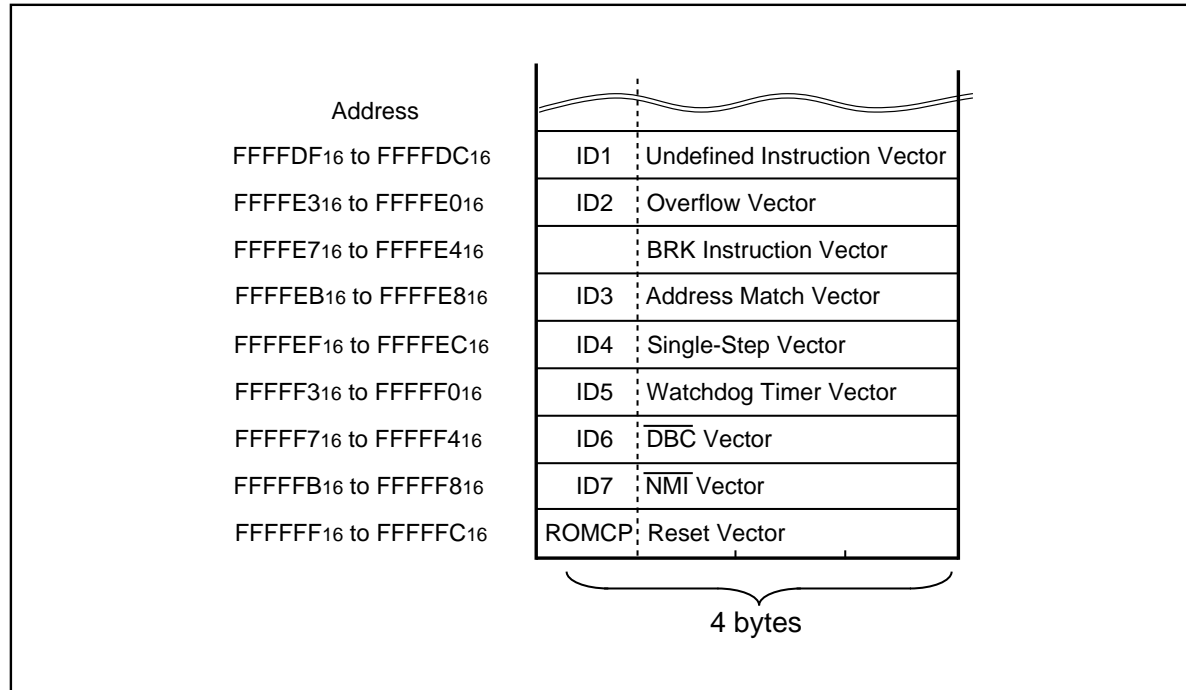 Address
FFFFDF16 to FFFFDC16 ID1 Undefined Instruction Vector
FFFFE316 to FFFFE016 ID2 Overflow Vector
FFFFE716 to FFFFE416 BRK Instruction Vector
FFFFEB16 to FFFFE816 ID3 Address Match Vector
FFFFEF16 to FFFFEC16 ID4 Single-Step Vector
FFFFF316 to FFFFF016 ID5 Watchdog Timer Vector
FFFFF716 to FFFFF416 ID6 DBC Vector
FFFFFB16 to FFFFF816 ID7 NMI Vector
FFFFFF16 to FFFFFC16 ROMCP Reset Vector
4 bytes